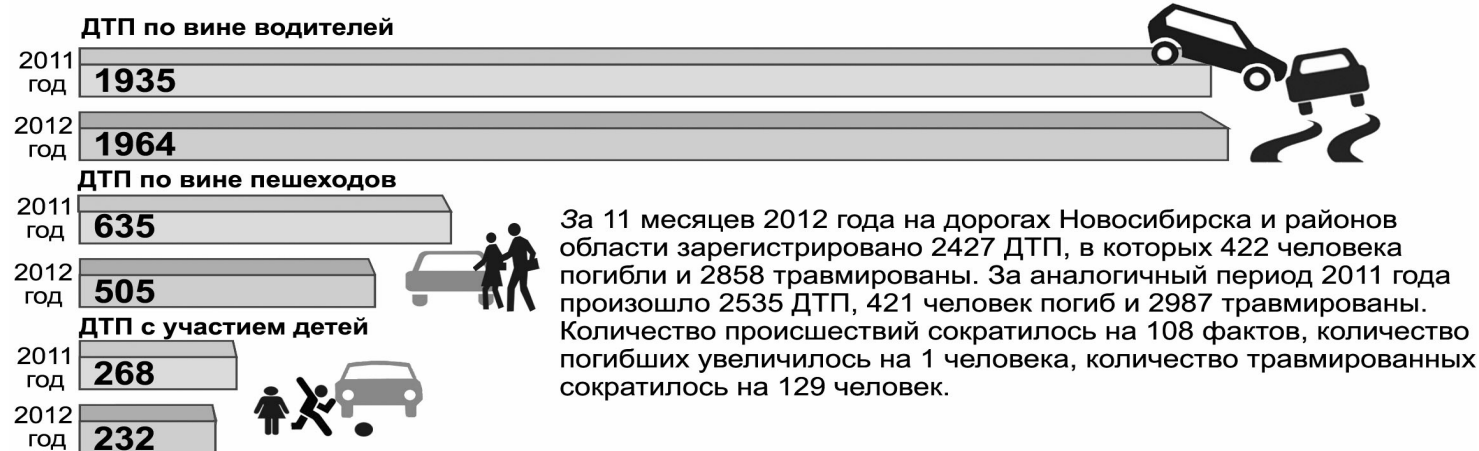 ДТП по вине водителей
2011
год
1935
2012
год
1964
ДТП по вине пешеходов
2011
год
635
2012
год
505
ДТП с участием детей
2011
год
268
2012
год
232
За 11 месяцев 2012 года на дорогах Новосибирска и районов
области зарегистрировано 2427 ДТП, в которых 422 человека
погибли и 2858 травмированы. За аналогичный период 2011 года
произошло 2535 ДТП, 421 человек погиб и 2987 травмированы.
Количество происшествий сократилось на 108 фактов, количество
погибших увеличилось на 1 человека, количество травмированных
сократилось на 129 человек.